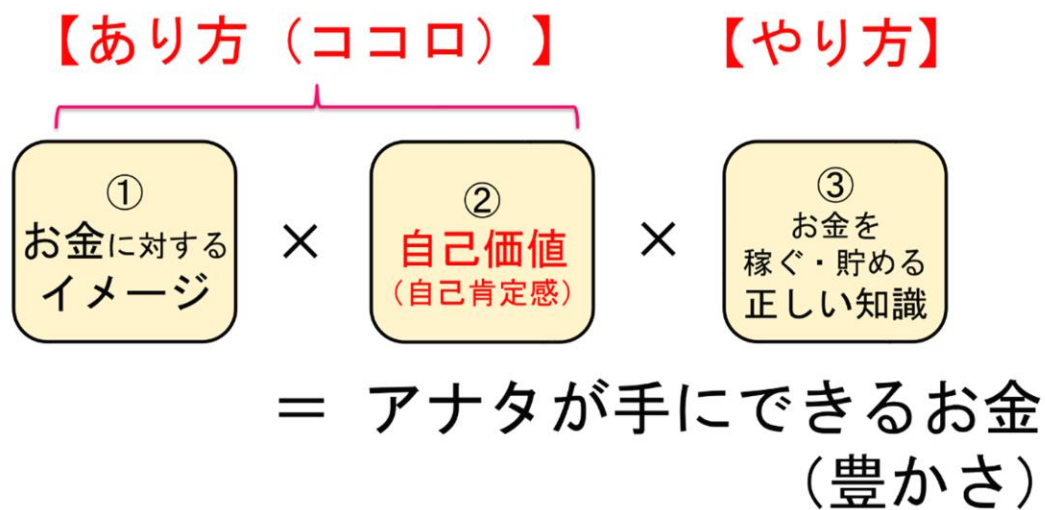 【あり方（ココロ）】
【やり方】
①
お金に対する
イメージ
×
②
自己価値
（自己肯定感）
×
③
お金を
稼ぐ・貯める
正しい知識
＝ アナタが手にできるお金
（豊かさ）